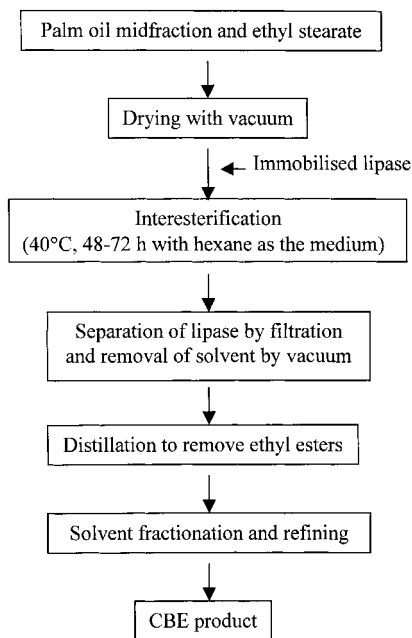 Palm oil midfraction and ethyl stearate
Drying with vacuum
Immobilised lipase
Interesterification
(40°C, 48-72 h with hexane as the medium)
Separation of lipase by filtration
and removal of solvent by vacuum
Distillation to remove ethyl esters
Solvent fractionation and refining
CBE product